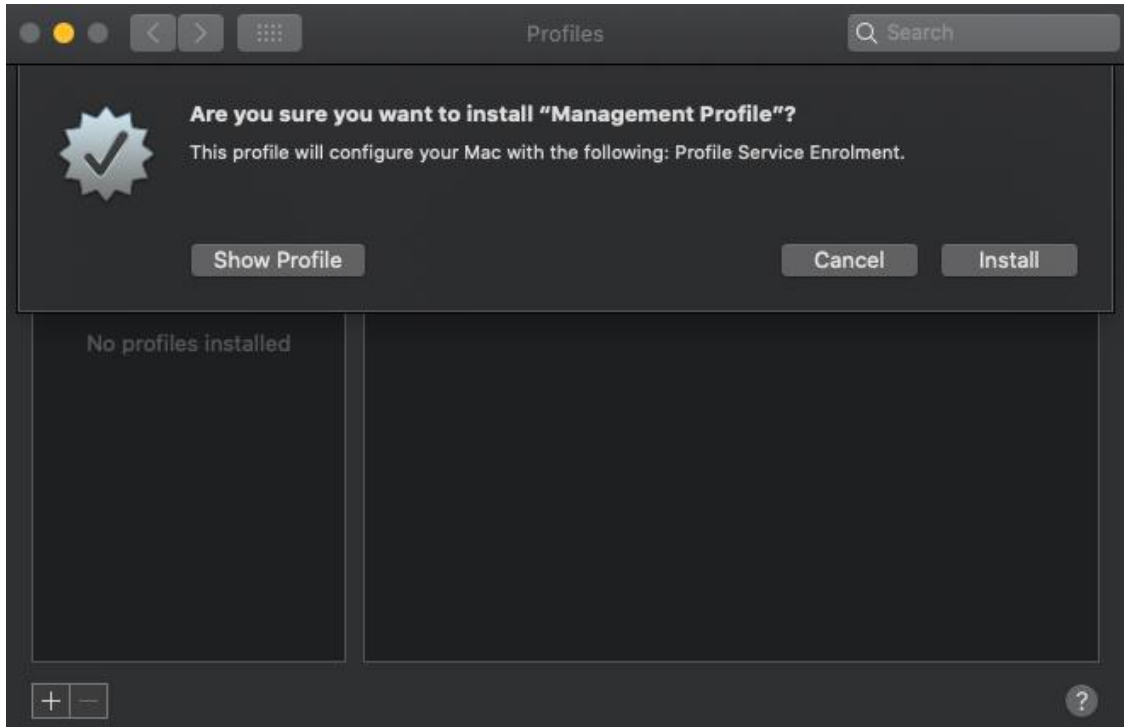 Profiles
Search
Are you sure you want to install “Management Profile”?
This profile will configure your Mac with the following: Profile Service Enrolment.
Show Profile
Cancel
Install
No profiles installed
+
−
?